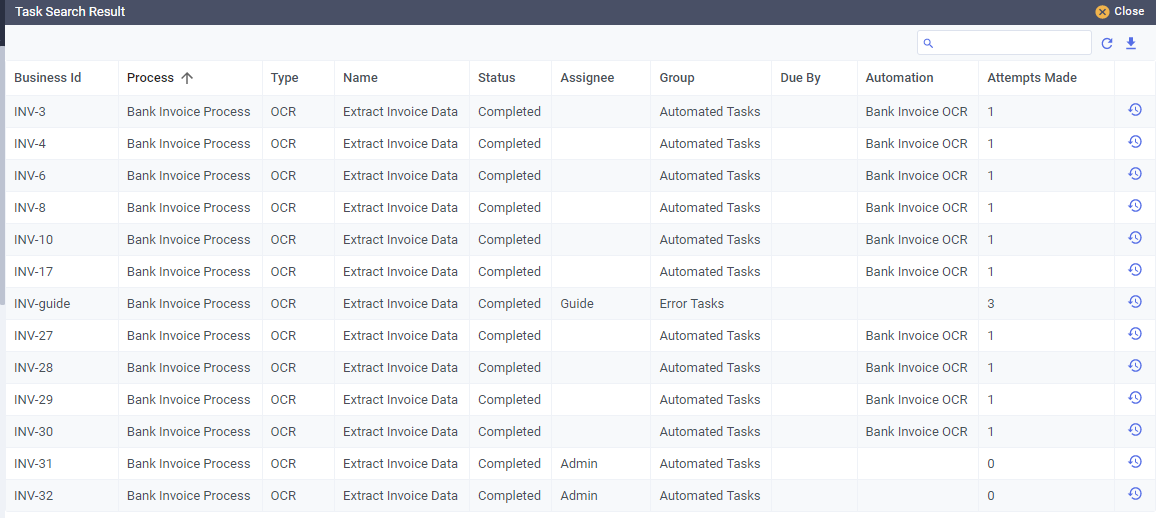 Task Search Result Close
Business Id Process Type Name Status Assignee Group Due By Automation Attempts Made
INV-3 Bank Invoice Process OCR Extract Invoice Data Completed Automated Tasks Bank Invoice OCR 1
INV-4 Bank Invoice Process OCR Extract Invoice Data Completed Automated Tasks Bank Invoice OCR 1
INV-6 Bank Invoice Process OCR Extract Invoice Data Completed Automated Tasks Bank Invoice OCR 1
INV-8 Bank Invoice Process OCR Extract Invoice Data Completed Automated Tasks Bank Invoice OCR 1
INV-10 Bank Invoice Process OCR Extract Invoice Data Completed Automated Tasks Bank Invoice OCR 1
INV-17 Bank Invoice Process OCR Extract Invoice Data Completed Automated Tasks Bank Invoice OCR 1
INV-guide Bank Invoice Process OCR Extract Invoice Data Completed Guide Error Tasks 3
INV-27 Bank Invoice Process OCR Extract Invoice Data Completed Automated Tasks Bank Invoice OCR 1
INV-28 Bank Invoice Process OCR Extract Invoice Data Completed Automated Tasks Bank Invoice OCR 1
INV-29 Bank Invoice Process OCR Extract Invoice Data Completed Automated Tasks Bank Invoice OCR 1
INV-30 Bank Invoice Process OCR Extract Invoice Data Completed Automated Tasks Bank Invoice OCR 1
INV-31 Bank Invoice Process OCR Extract Invoice Data Completed Admin Automated Tasks 0
INV-32 Bank Invoice Process OCR Extract Invoice Data Completed Admin Automated Tasks 0